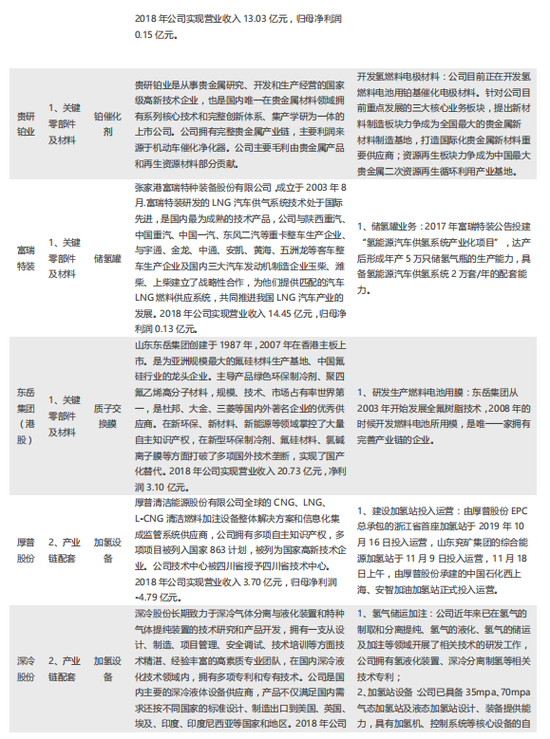 2018 年公司实现营业收入 13.03 亿元，归母净利润
0.15 亿元。
贵研
铂业
1、关键
零部件
及材料
铂催化
剂
贵研铂业是从事贵金属研究、开发和生产经营的国家
级高新技术企业，也是国内唯一在贵金属材料领域拥
有系列核心技术和完整创新体系、集产学研为一体的
上市公司。公司拥有完整贵金属产业链，主要利润来
源于机动车催化净化器。公司主要毛利由贵金属产品
和再生资源材料部分贡献。
开发氢燃料电极材料：公司目前正在开发氢
燃料电池用铂基催化电极材料。针对公司目
前重点发展的三大核心业务板块，提出新材
料制造板块力争成为全国最大的贵金属新
材料制造基地，打造国际化贵金属新材料重
要供应商；资源再生板块力争成为中国最大
贵金属二次资源再生循环利用产业基地。
富瑞
特装
1、关键
零部件
及材料
储氢罐
张家港富瑞特种装备股份有限公司，成立于 2003 年 8
月.富瑞特装研发的 LNG 汽车供气系统技术处于国际
先进，是国内最为成熟的技术产品，公司与陕西重汽、
中国重汽、中国一汽、东风二汽等重卡整车生产企业、
与宇通、金龙、中通、安凯、黄海、五洲龙等客车整
车生产企业及国内三大汽车发动机制造企业玉柴、潍
柴、上柴建立了战略性合作，为他们提供匹配的汽车
LNG 燃料供应系统，共同推进我国 LNG 汽车产业的
发展。2018 年公司实现营业收入 14.45 亿元，归母净
利润 0.13 亿元。
1、储氢罐业务：2017 年富瑞特装公告投建
“氢能源汽车供氢系统产业化项目”，达产
后形成年产 5 万只储氢气瓶的生产能力，具
备氢能源汽车供氢系统 2 万套/年的配套能
力。
东岳
集团
（港
股）
1、关键
零部件
及材料
质子交
换膜
山东东岳集团创建于 1987 年，2007 年在香港主板上
市。是为亚洲规模最大的氟硅材料生产基地、中国氟
硅行业的龙头企业。主导产品绿色环保制冷剂、聚四
氟乙烯高分子材料，规模、技术、市场占有率世界第
一，是杜邦、大金、三菱等国内外著名企业的优秀供
应商。在新环保、新材料、新能源等领域掌控了大量
自主知识产权，在新型环保制冷剂、氟硅材料、氯碱
离子膜等方面打破了多项国外技术垄断，实现了国产
化替代。2018 年公司实现营业收入 20.73 亿元，净利
润 3.10 亿元。
1、研发生产燃料电池用膜：东岳集团从
2003 年开始发展全氟树脂技术，2008 年的
时候开发燃料电池所用膜，是唯一一家拥有
完善产业链的企业。
厚普
股份
2、产业
链配套
加氢设
备
厚普清洁能源股份有限公司全球的 CNG、LNG、
L-CNG 清洁燃料加注设备整体解决方案和信息化集
成监管系统供应商，公司拥有多项自主知识产权，多
项项目被列入国家 863 计划，被列为国家高新技术企
业。公司技术中心被四川省授予四川省技术中心。
2018 年公司实现营业收入 3.70 亿元，归母净利润
-4.79 亿元。
1、建设加氢站投入运营：由厚普股份 EPC
总承包的浙江省首座加氢站于 2019 年 10
月 16 日投入运营，山东兖矿集团的综合能
源加氢站于 11 月 9 日投入运营，11 月 18
日上午，由厚普股份承建的中国石化西上
海、安智加油加氢站正式投入运营。
深冷
股份
2、产业
链配套
加氢设
备
深冷股份长期致力于深冷气体分离与液化装置和特种
气体提纯装置的技术研究和产品开发，拥有一支从设
计、制造、项目管理、安全调试、技术培训等方面技
术精湛、经验丰富的高素质专业团队，在国内深冷液
化技术领域内，拥有多项专利和专有技术。公司是国
内主要的深冷液体设备供应商，产品不仅满足国内需
求还按不同国家的标准设计、制造出口到美国、英国、
埃及、印度、印度尼西亚等国家和地区。2018 年公司
1、氢气储运加注：公司近年来已在氢气的
制取和分离提纯、氢气的液化、氢气的储运
及加注等领域开展了相关技术的研发工作，
公司拥有氢液化装置、深冷分离制氢等相关
技术专利；
2、加氢站设备:公司已具备 35mpa、70mpa
气态加氢站及液态加氢站设计、装备提供能
力，具有加氢机、控制系统等核心设备的自